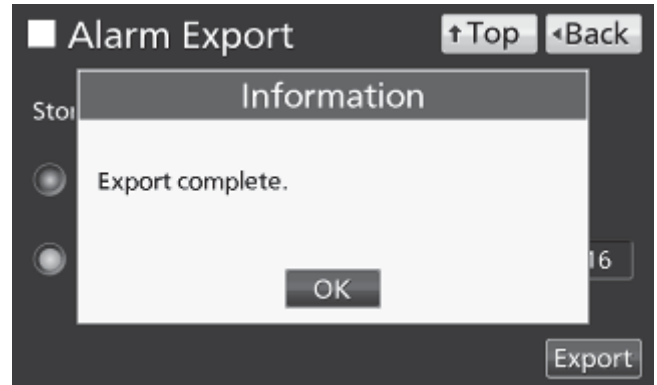 Alarm Export
↑Top
◂Back
Information
Export complete.
16
OK
Export